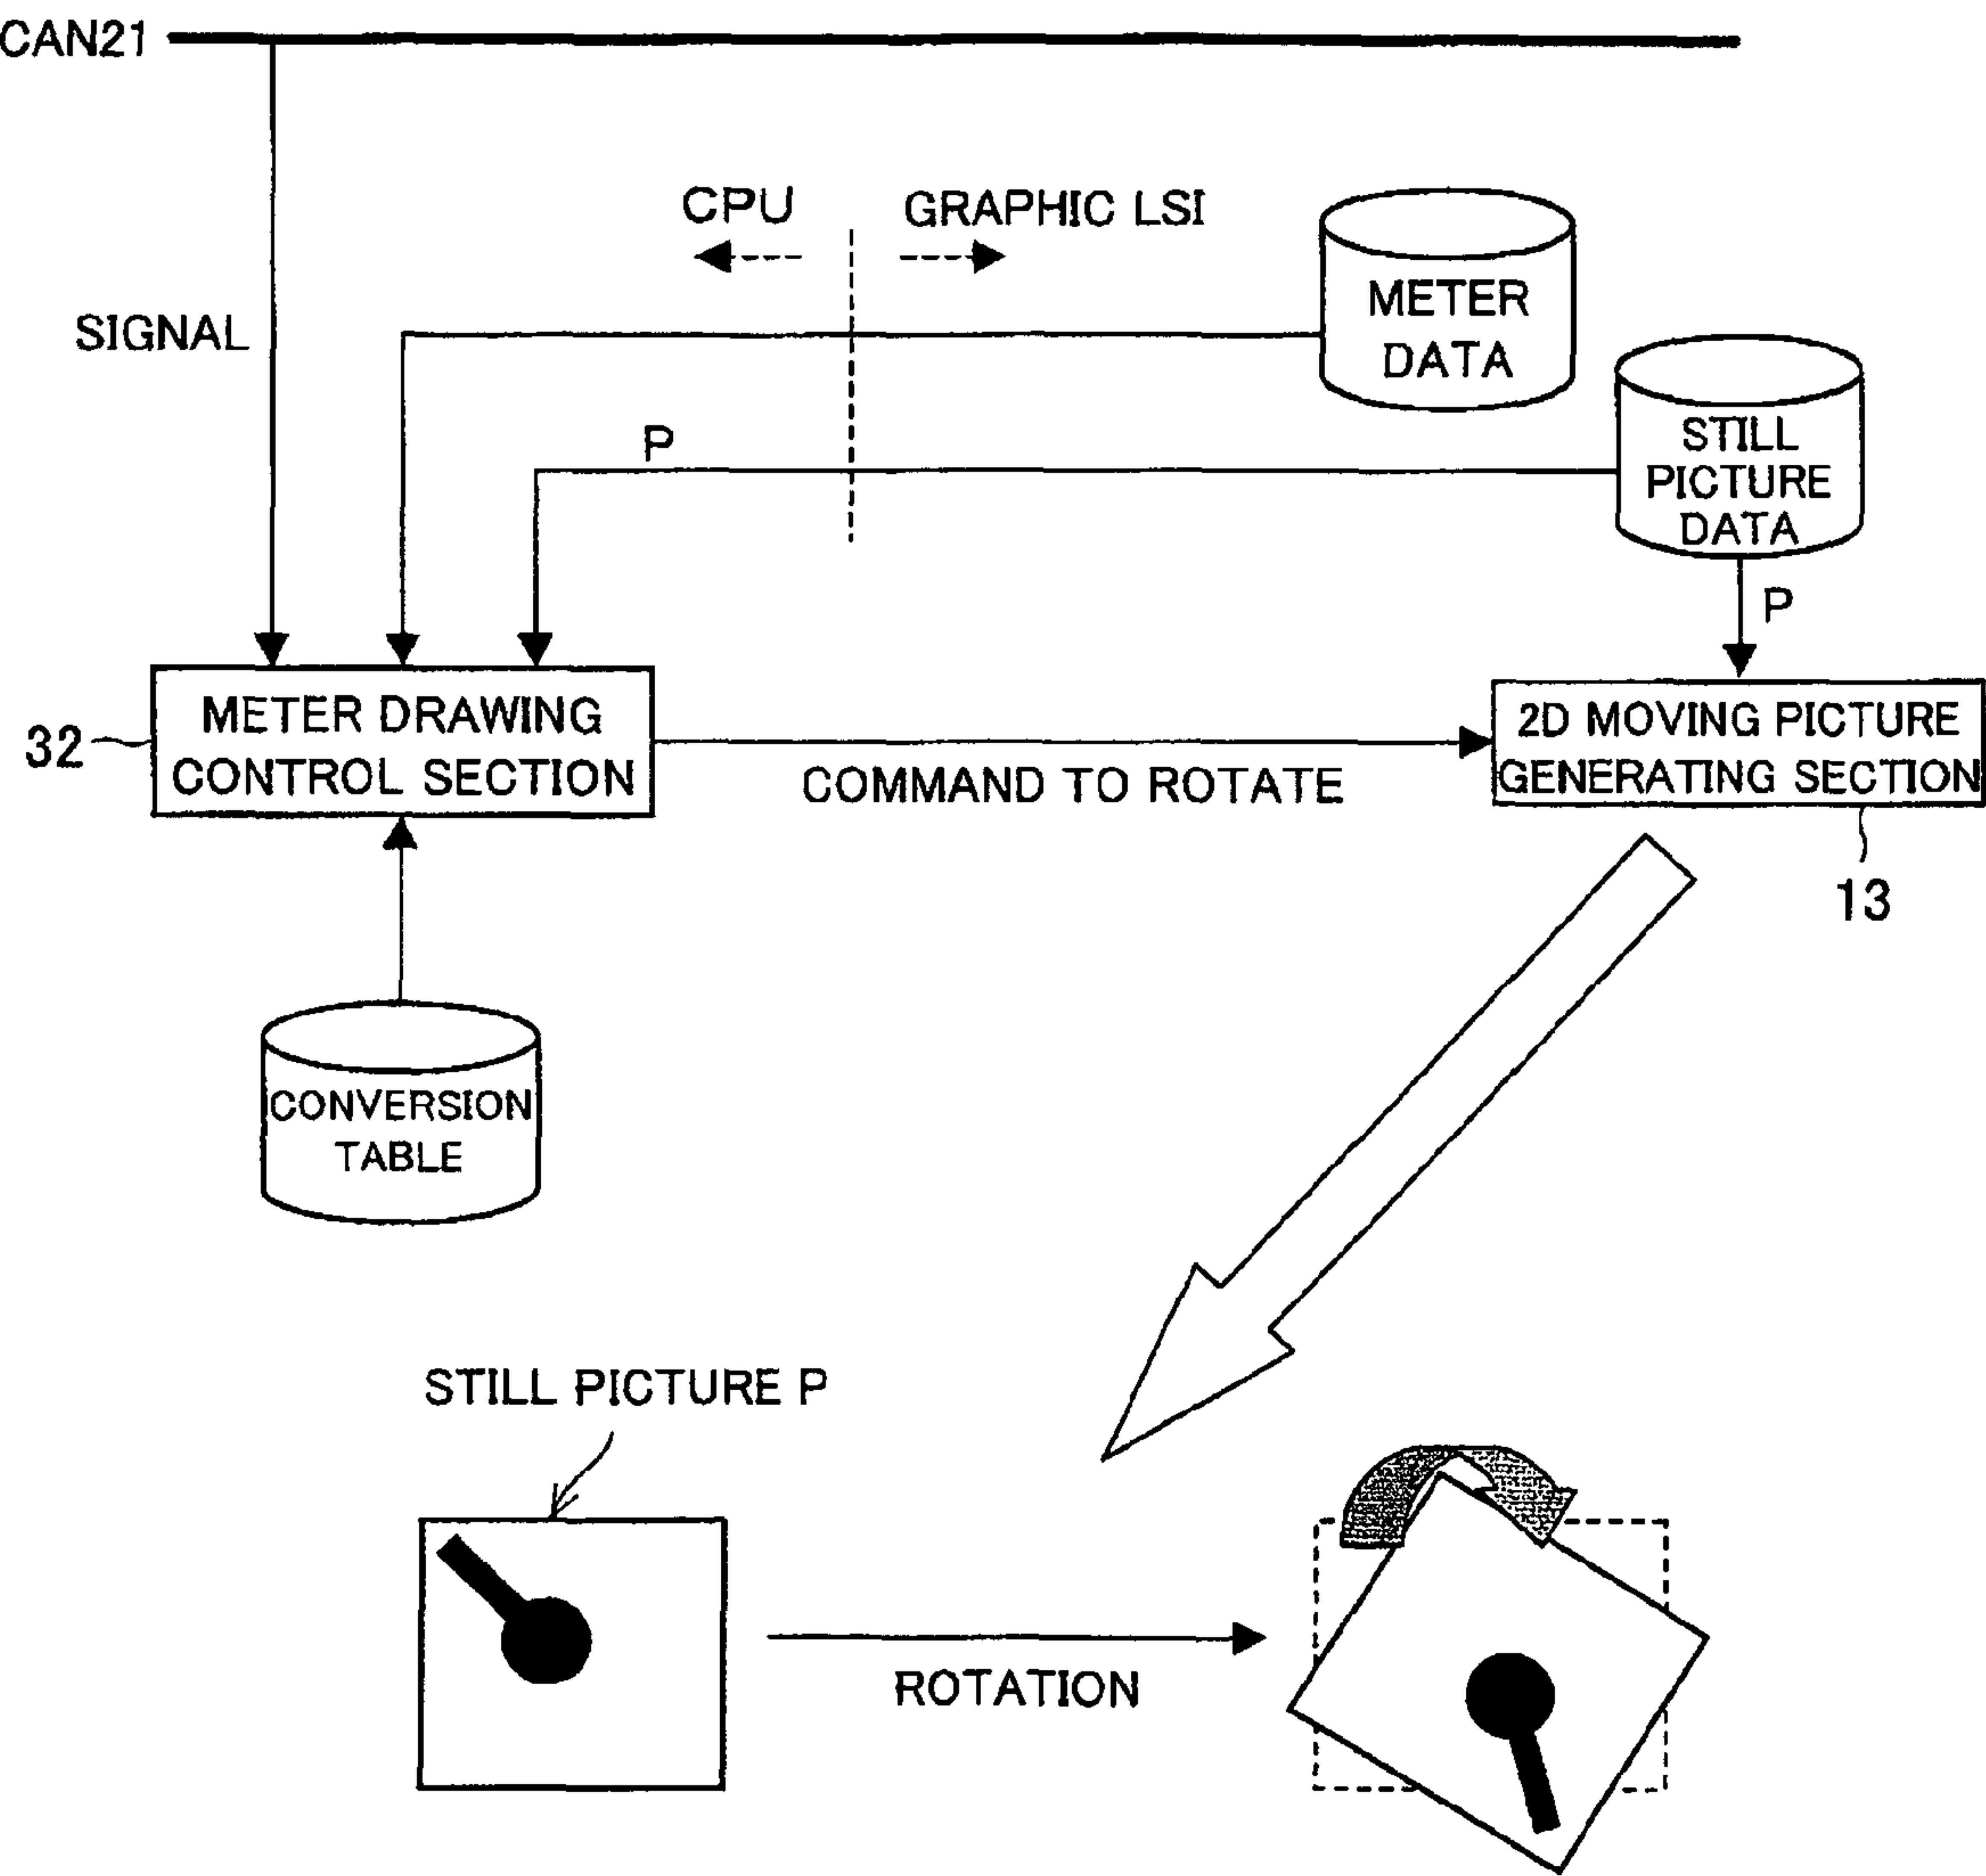 CAN21
CPU
GRAPHIC LSI
METER
DATA
SIGNAL
P
STILL
PICTURE
DATA
P
32
METER DRAWING
CONTROL SECTION
COMMAND TO ROTATE
2D MOVING PICTURE
GENERATING SECTION
13
CONVERSION
TABLE
STILL PICTURE P
ROTATION